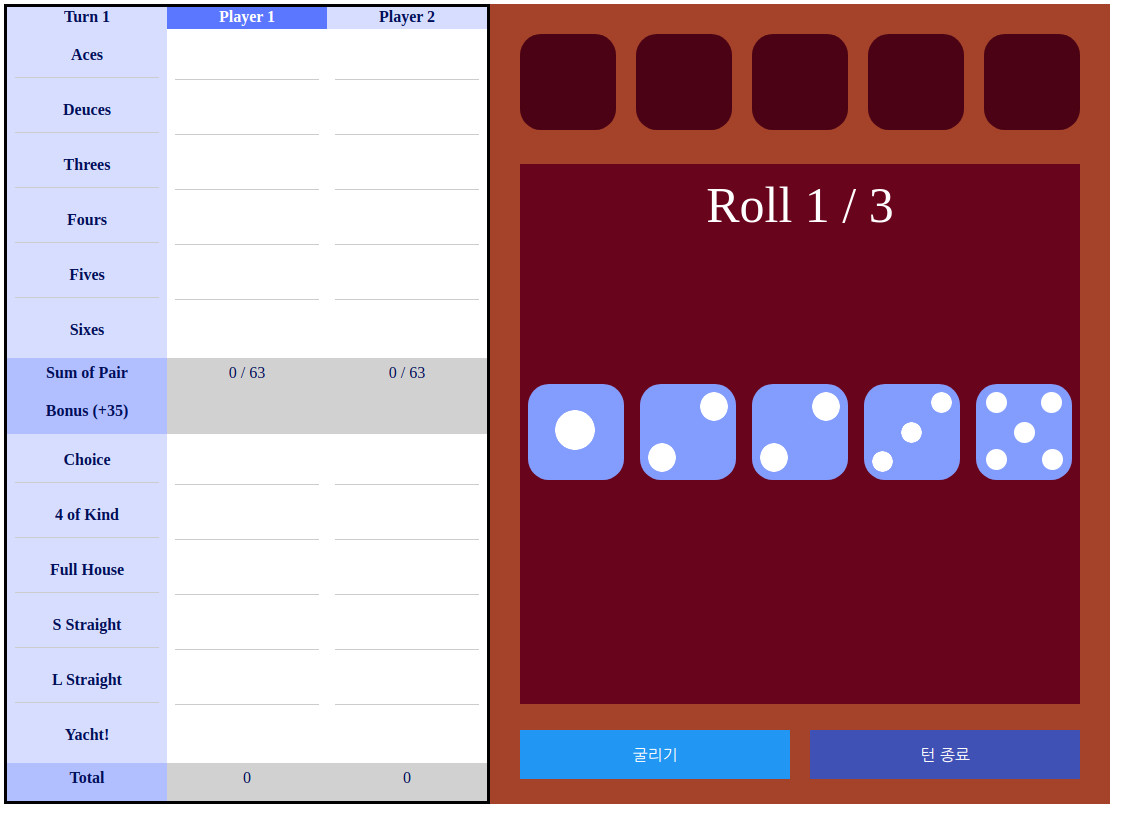 Turn 1 Player 1 Player 2
Aces
Deuces
Threes
Fours
Fives
Sixes
Sum of Pair 0 / 63 0 / 63
Bonus (+35)
Choice
4 of Kind
Full House
S Straight
L Straight
Yacht!
Total 0 0
Roll 1 / 3
굴리기 턴 종료